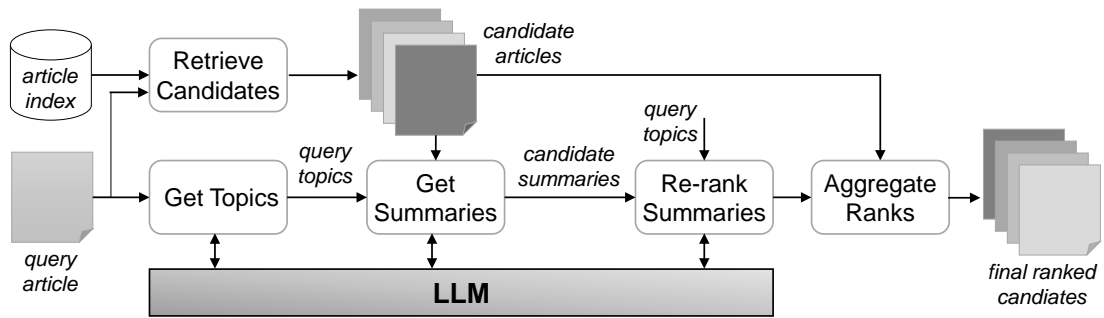 article
index
Retrieve
Candidates
candidate
articles
query
article
Get Topics
query
topics
Get
Summaries
candidate
summaries
query
topics
Re-rank
Summaries
Aggregate
Ranks
final ranked
candiates
LLM